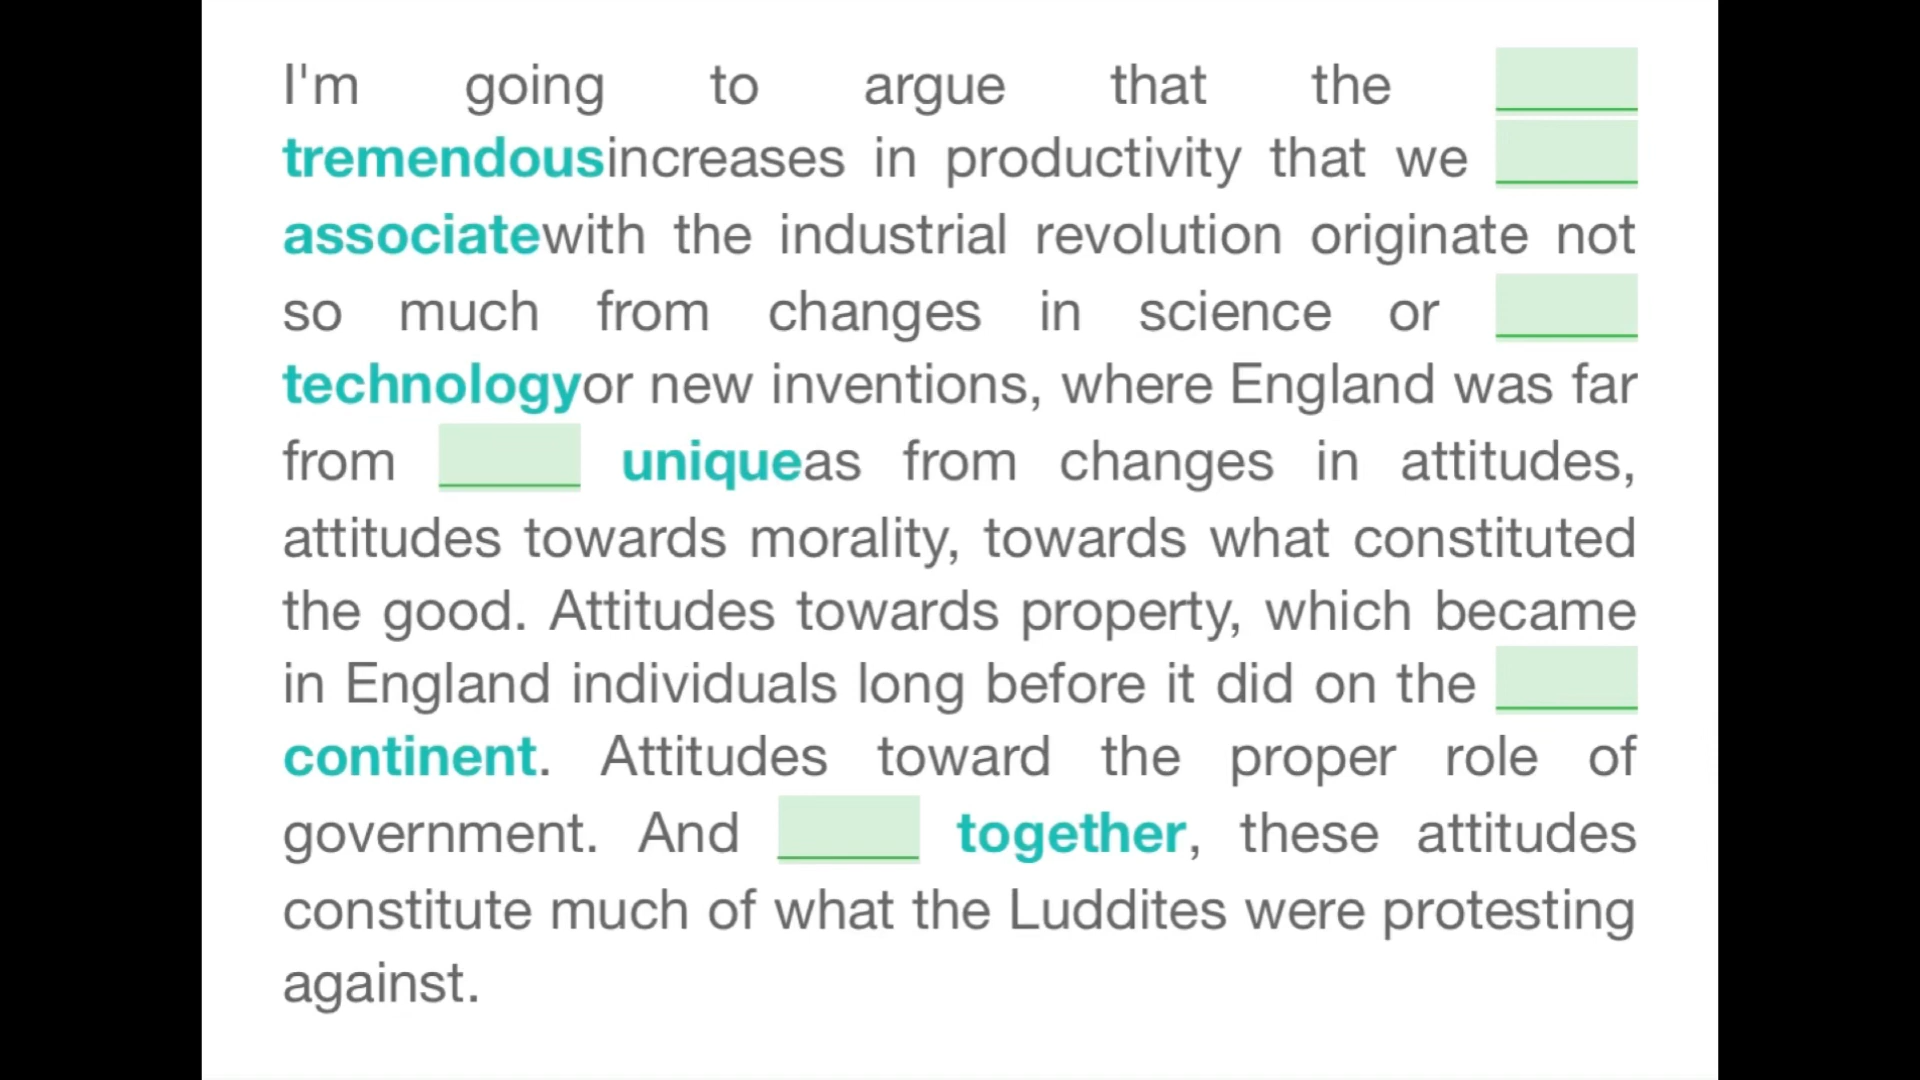 I'm going to argue that the
tremendousincreases in productivity that we
associatewith the industrial revolution originate not
so much from changes in science or
technologyor new inventions, where England was far
from uniqueas from changes in attitudes,
attitudes towards morality, towards what constituted
the good. Attitudes towards property, which became
in England individuals long before it did on the
continent. Attitudes toward the proper role of
government. And together, these attitudes
constitute much of what the Luddites were protesting
against.